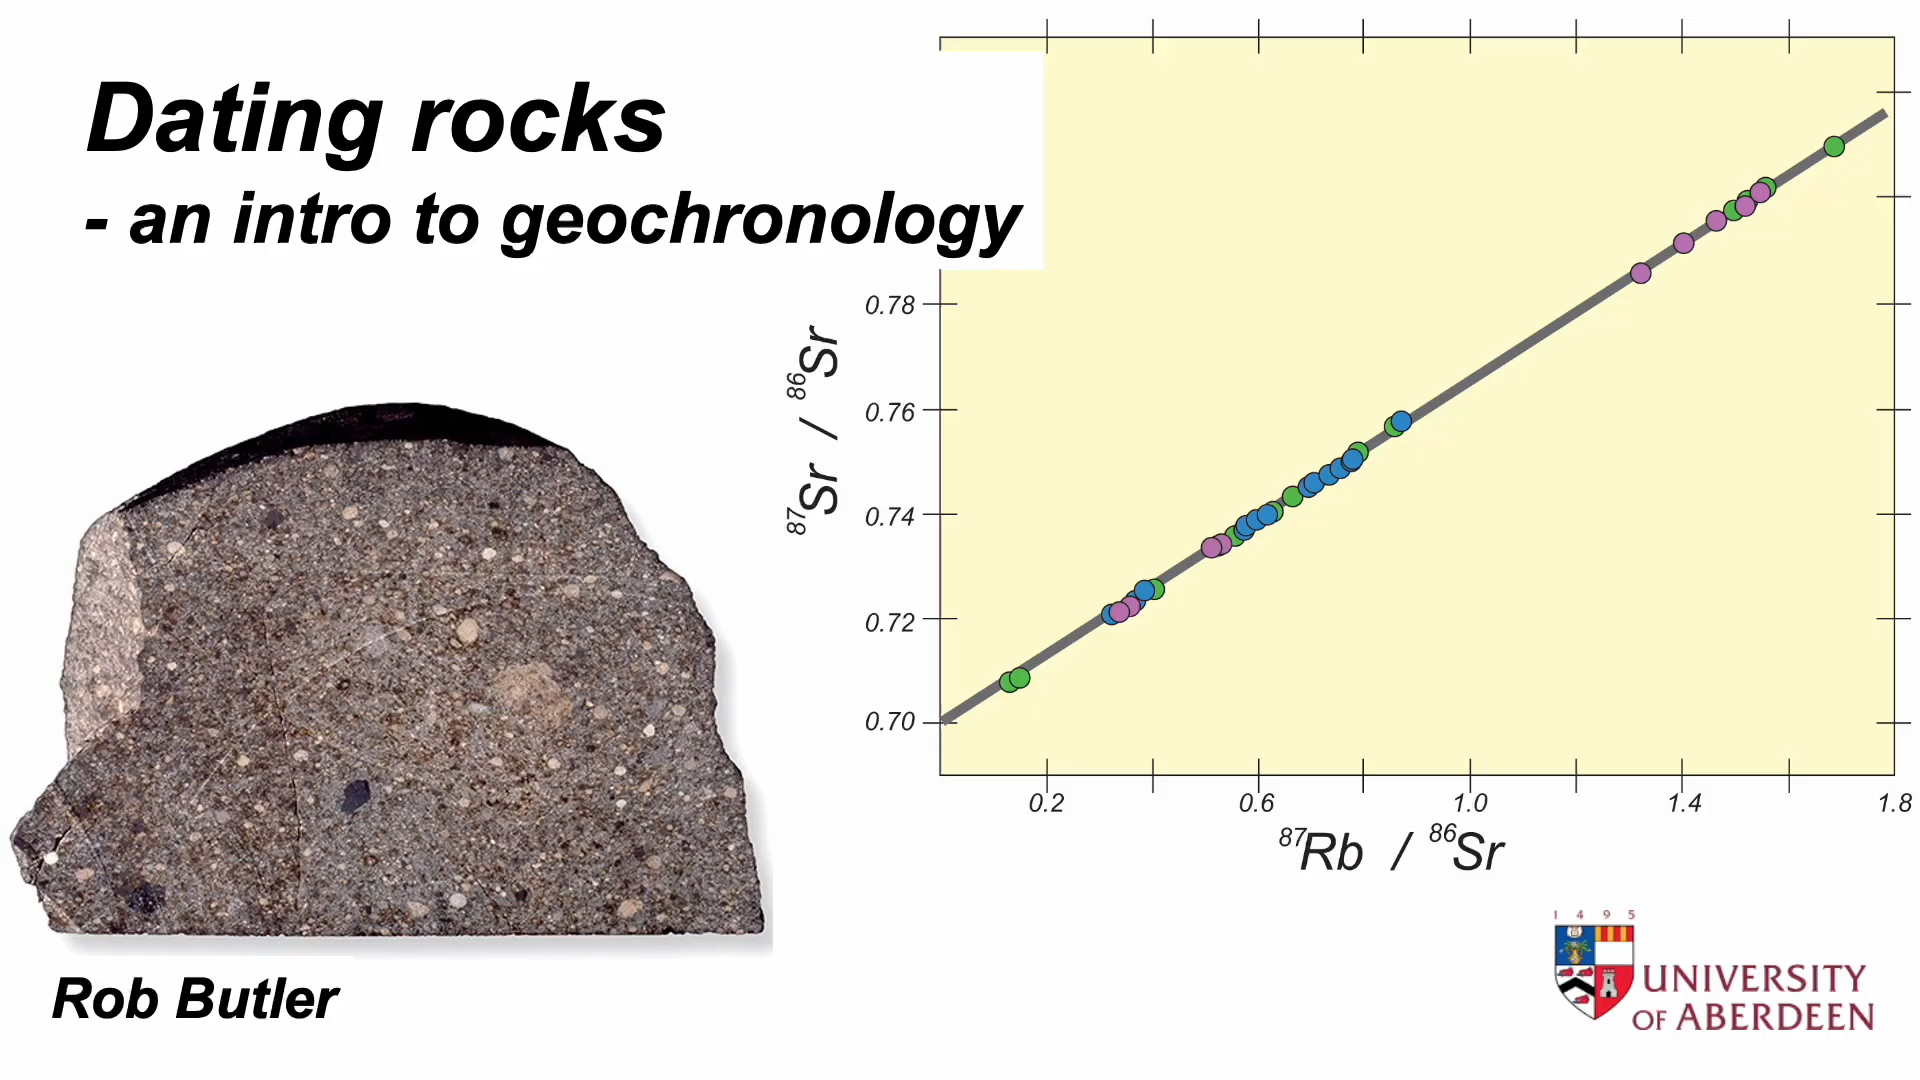 Dating rocks
- an intro to geochronology
0.78
0.76
0.74
0.72
0.70
87Sr / 86Sr
0.2 0.6 1.0 1.4 1.8
87Rb / 86Sr
Rob Butler
1 4 9 5
UNIVERSITY
OF ABERDEEN